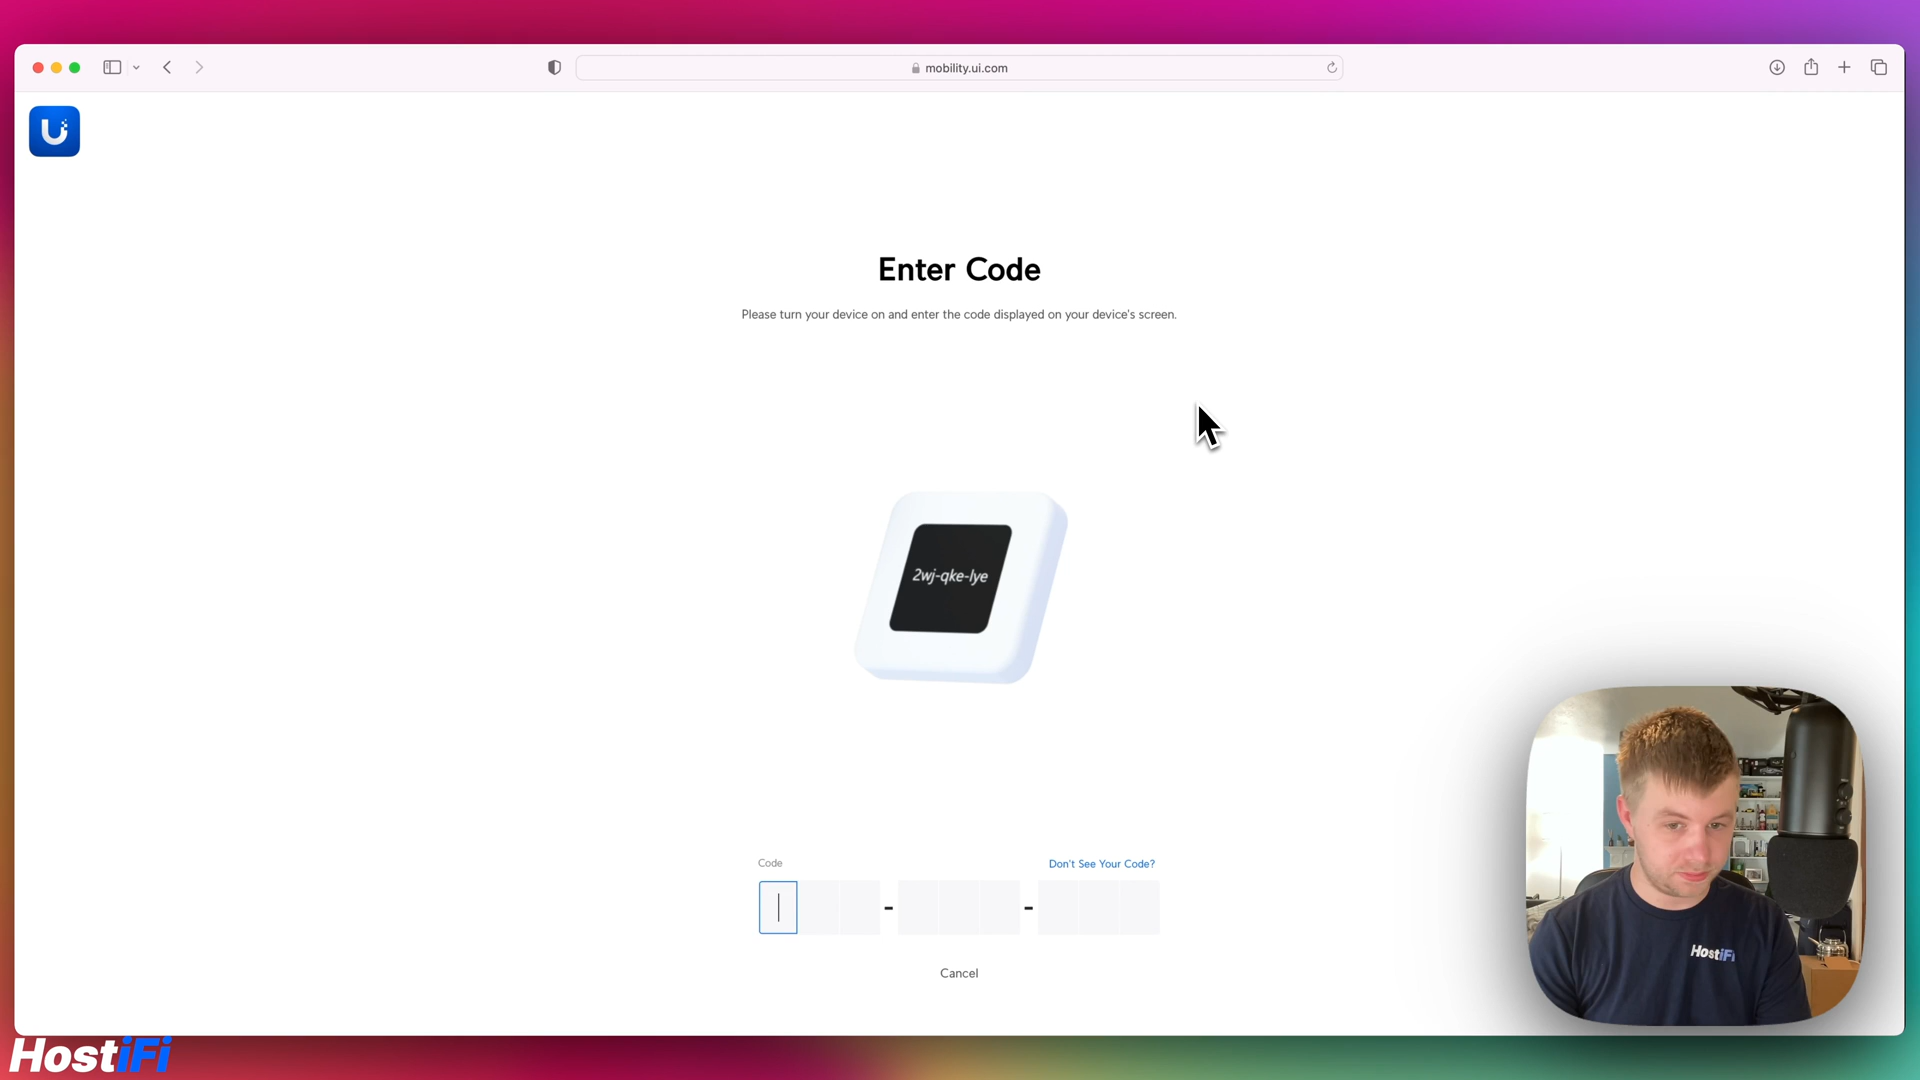 mobility.ui.com
U
Enter Code
Please turn your device on and enter the code displayed on your device's screen.
2wj-qke-lye
Code
Don't See Your Code?
- -
Cancel
HostiFi
HostiFi